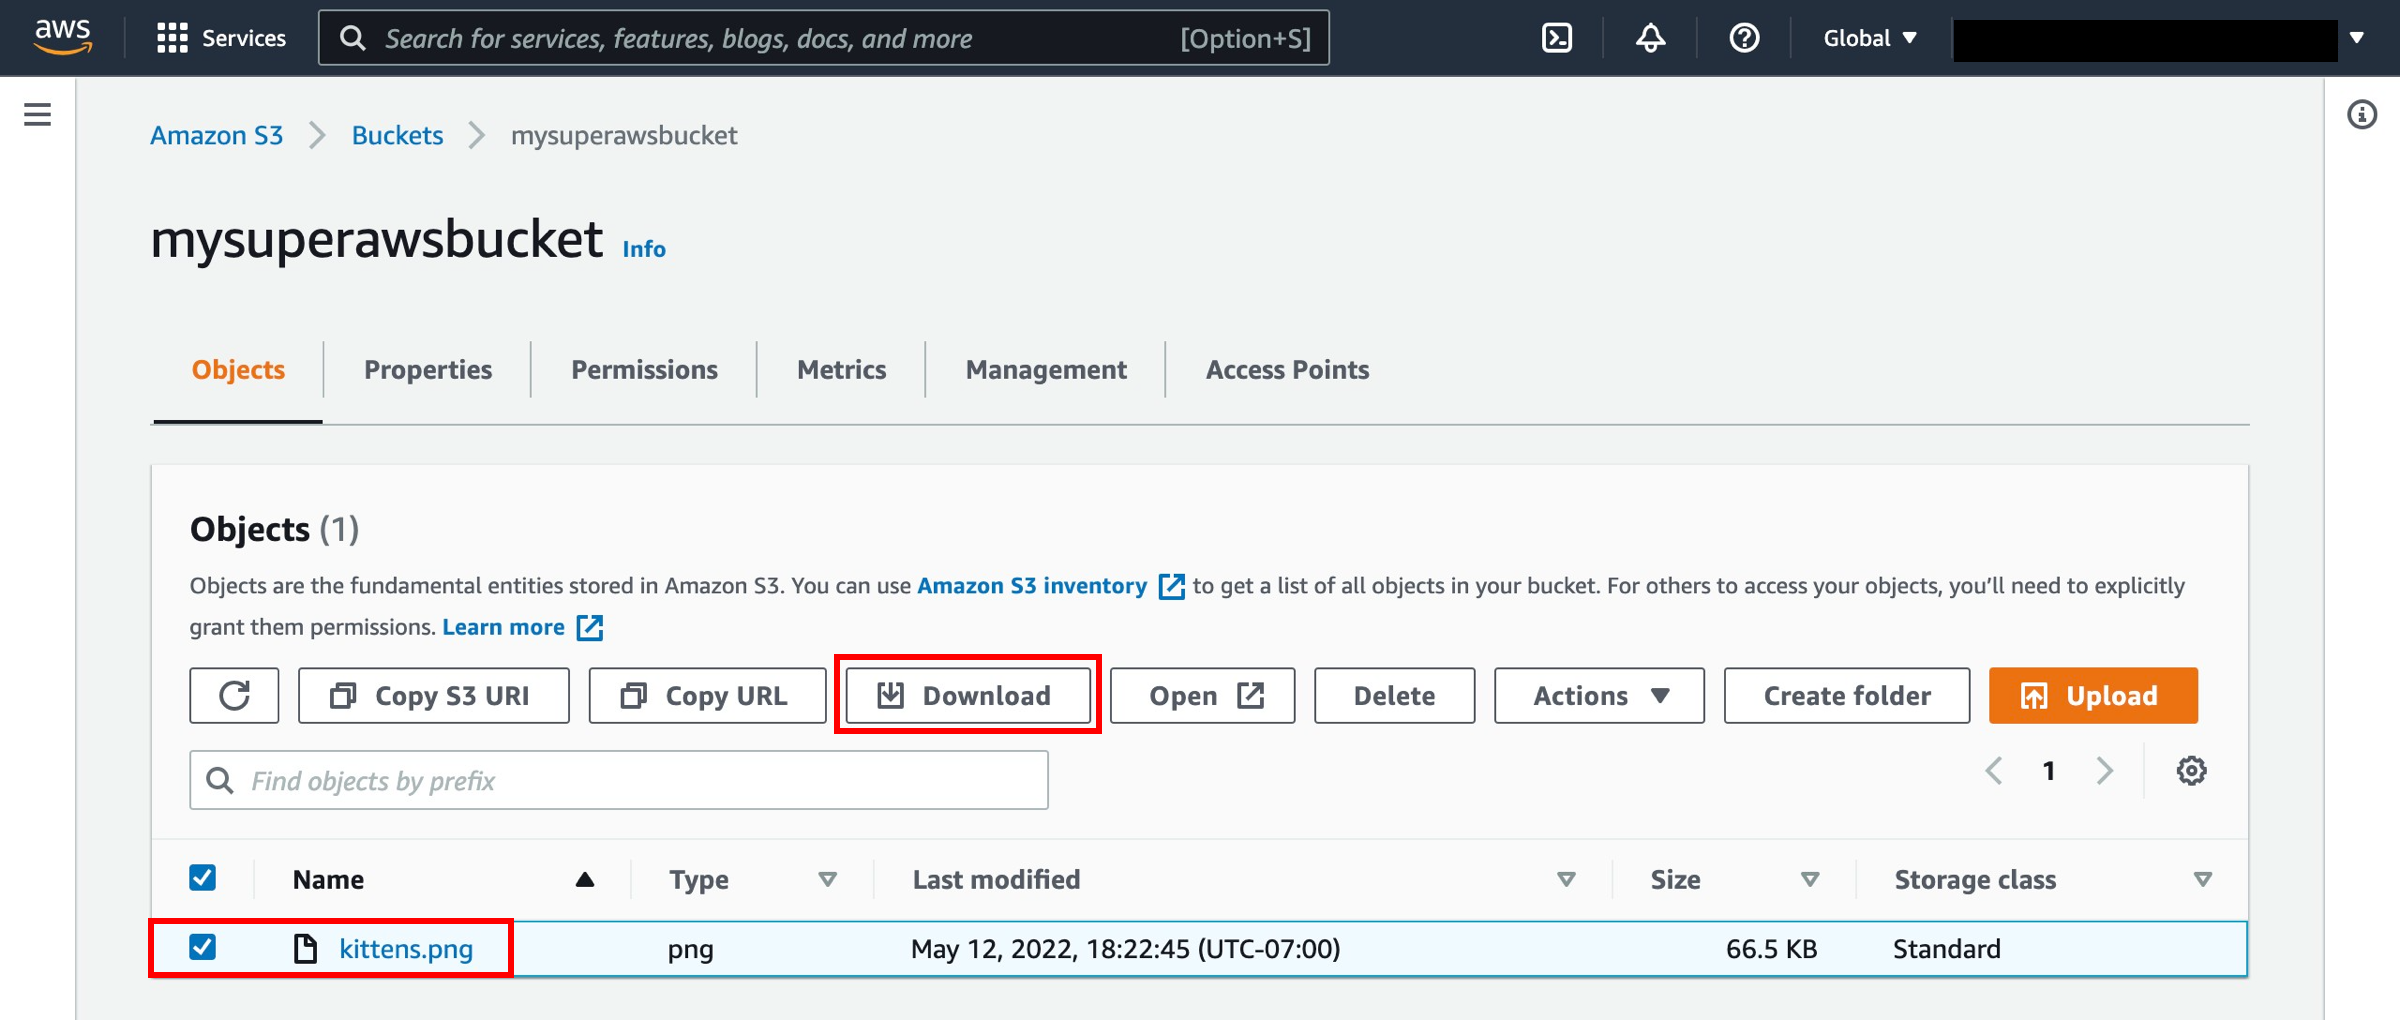 aws Services Search for services, features, blogs, docs, and more [Option+S] Global
Amazon S3 Buckets mysuperawsbucket
mysuperawsbucket Info
Objects Properties Permissions Metrics Management Access Points
Objects (1)
Objects are the fundamental entities stored in Amazon S3. You can use Amazon S3 inventory to get a list of all objects in your bucket. For others to access your objects, you’ll need to explicitly
grant them permissions. Learn more
Copy S3 URI Copy URL Download Open Delete Actions Create folder Upload
Find objects by prefix 1
Name Type Last modified Size Storage class
kittens.png png May 12, 2022, 18:22:45 (UTC-07:00) 66.5 KB Standard